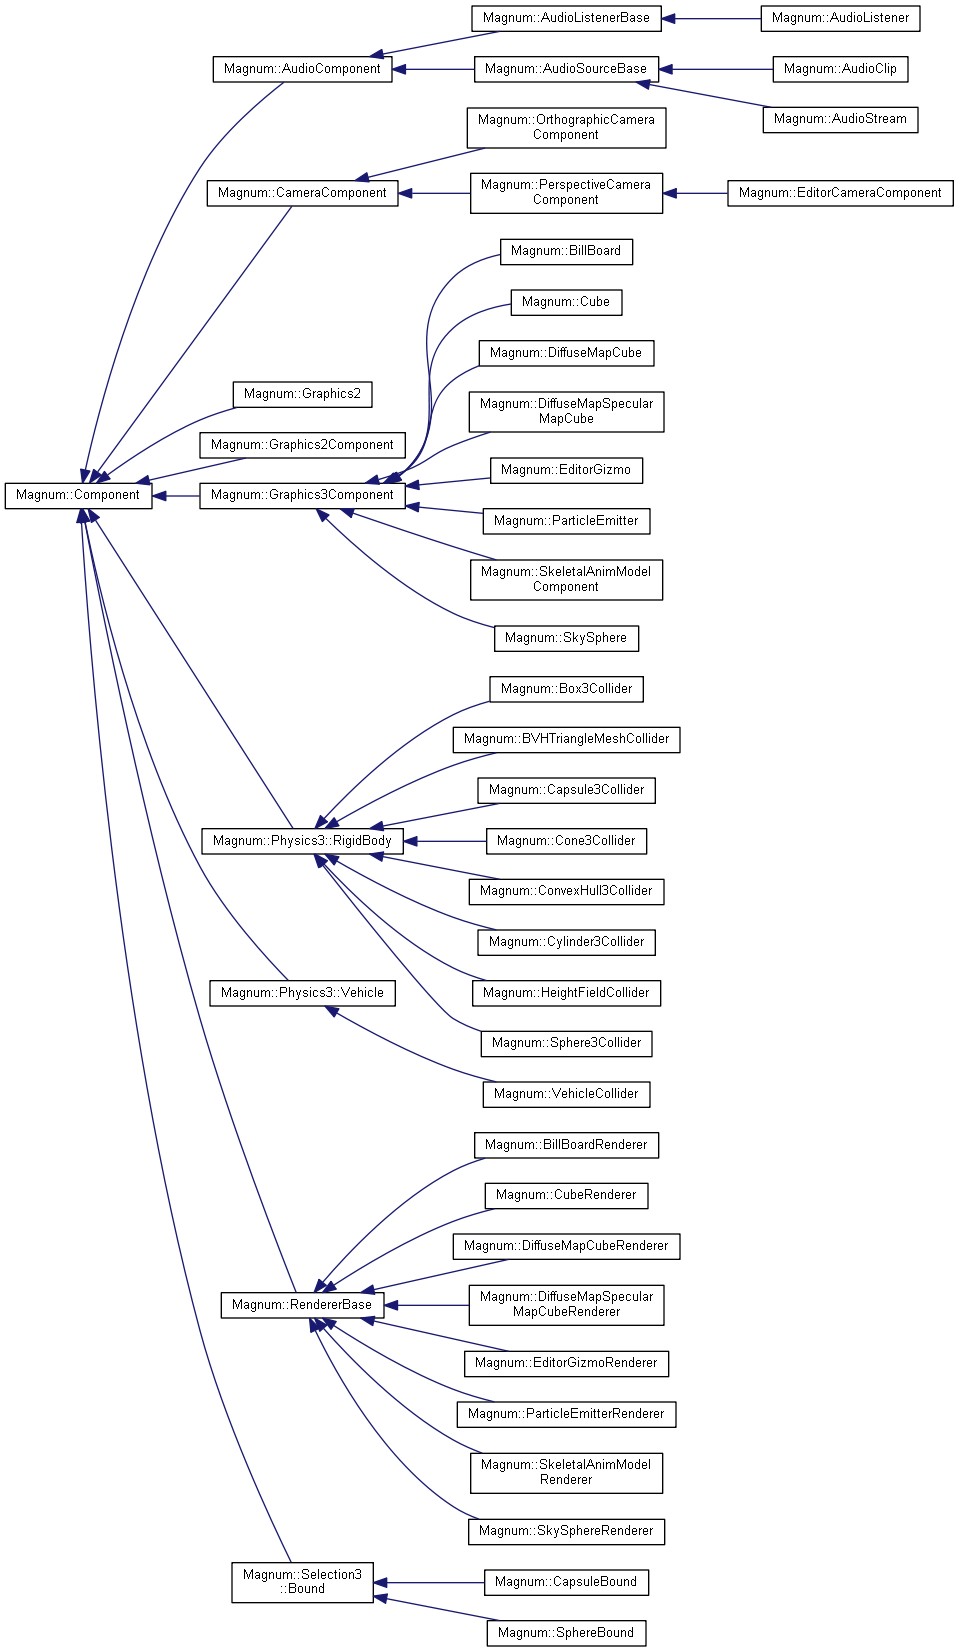 Magnum::AudioListenerBase
Magnum::AudioListener
Magnum::AudioComponent
Magnum::AudioSourceBase
Magnum::AudioClip
Magnum::AudioStream
Magnum::OrthographicCamera
Component
Magnum::CameraComponent
Magnum::PerspectiveCamera
Component
Magnum::EditorCameraComponent
Magnum::BillBoard
Magnum::Cube
Magnum::DiffuseMapCube
Magnum::Graphics2
Magnum::DiffuseMapSpecular
MapCube
Magnum::Graphics2Component
Magnum::EditorGizmo
Magnum::Component
Magnum::Graphics3Component
Magnum::ParticleEmitter
Magnum::SkeletalAnimModel
Component
Magnum::SkySphere
Magnum::Box3Collider
Magnum::BVHTriangleMeshCollider
Magnum::Capsule3Collider
Magnum::Physics3::RigidBody
Magnum::Cone3Collider
Magnum::ConvexHull3Collider
Magnum::Cylinder3Collider
Magnum::Physics3::Vehicle
Magnum::HeightFieldCollider
Magnum::Sphere3Collider
Magnum::VehicleCollider
Magnum::BillBoardRenderer
Magnum::CubeRenderer
Magnum::DiffuseMapCubeRenderer
Magnum::RendererBase
Magnum::DiffuseMapSpecular
MapCubeRenderer
Magnum::EditorGizmoRenderer
Magnum::ParticleEmitterRenderer
Magnum::SkeletalAnimModel
Renderer
Magnum::SkySphereRenderer
Magnum::Selection3
::Bound
Magnum::CapsuleBound
Magnum::SphereBound